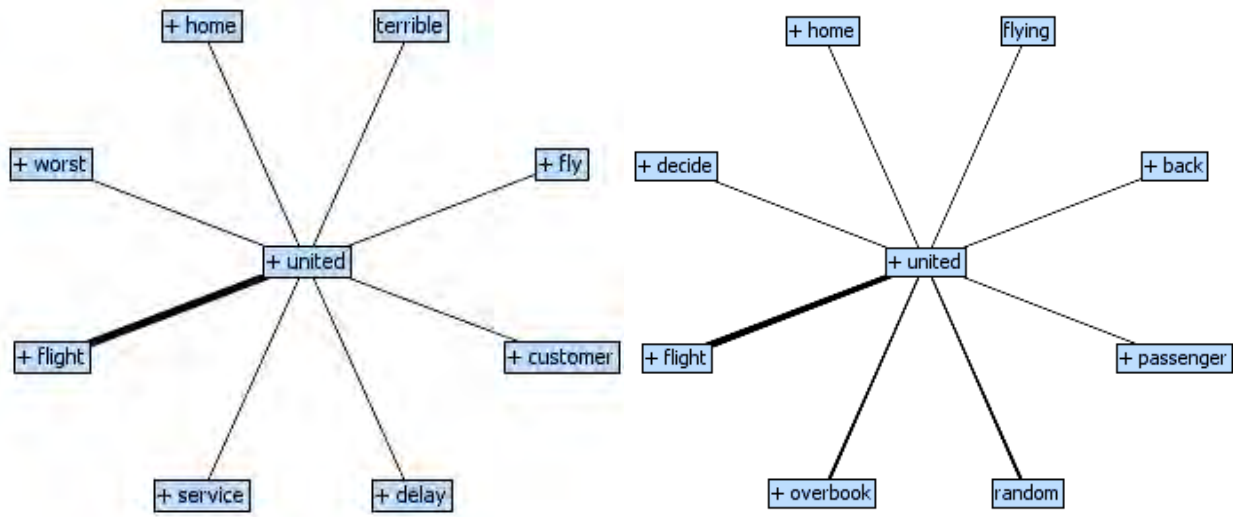 + home
terrible
+ worst
+ fly
+ united
+ flight
+ customer
+ service
+ delay
+ home
flying
+ decide
+ back
+ united
+ flight
+ passenger
+ overbook
random